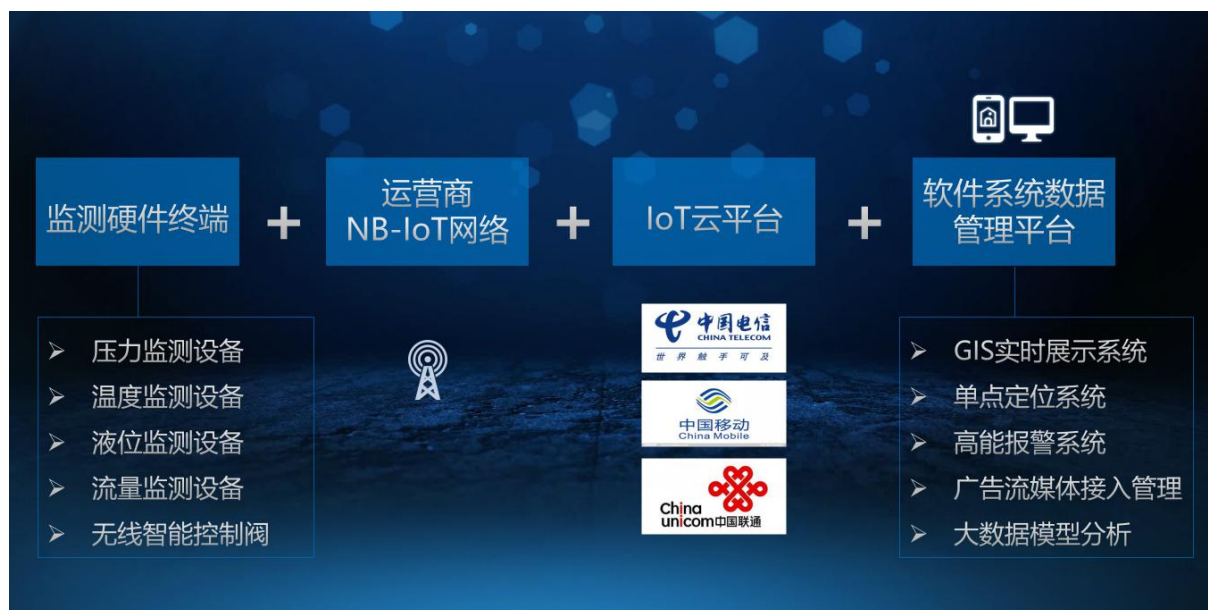 监测硬件终端
+
运营商
NB-IoT网络
+
IoT云平台
+
软件系统数据
管理平台
➢ 压力监测设备
➢ 温度监测设备
➢ 液位监测设备
➢ 流量监测设备
➢ 无线智能控制阀
中国电信
CHINA TELECOM
世界触手可及
中国移动
China Mobile
China
unicom中国联通
➢ GIS实时展示系统
➢ 单点定位系统
➢ 高能报警系统
➢ 广告流媒体接入管理
➢ 大数据模型分析